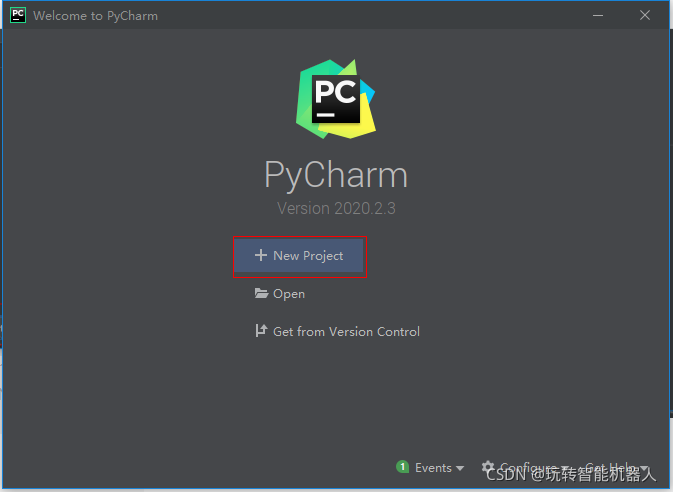 PC Welcome to PyCharm
PC
PyCharm
Version 2020.2.3
New Project
Open
Get from Version Control
1 Events Configure Get Help
CSDN @玩转智能机器人